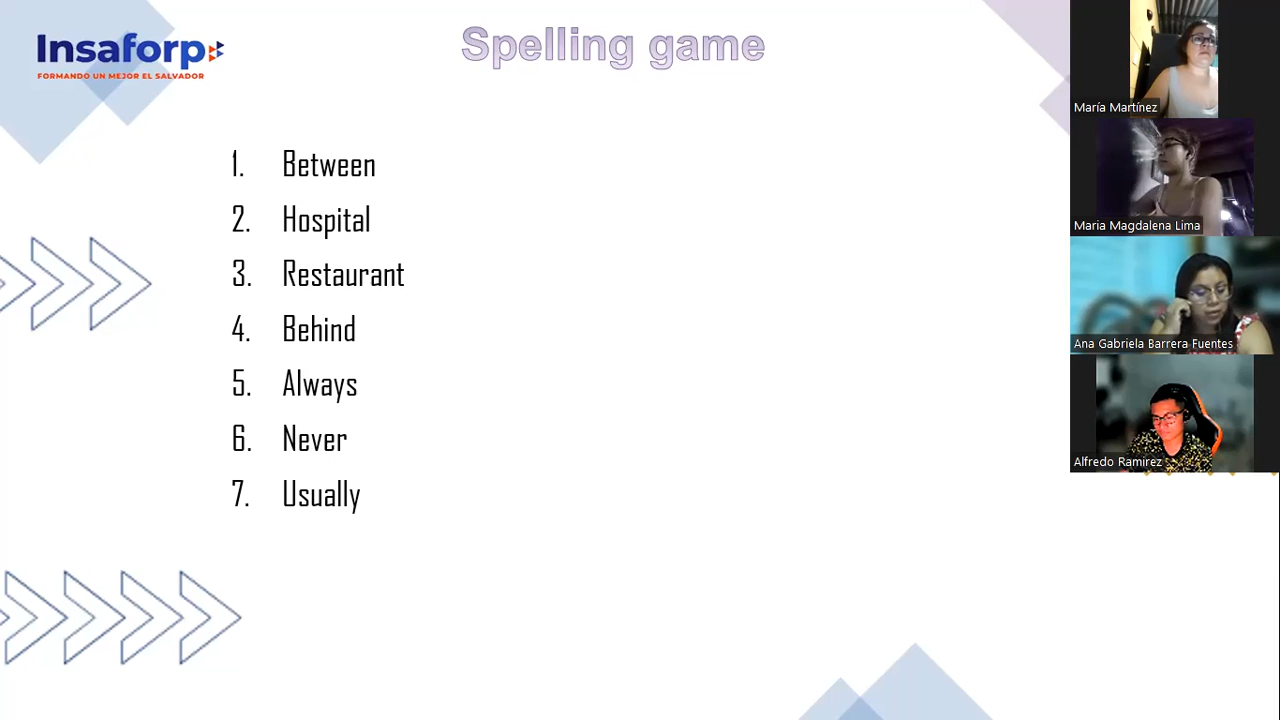 Insaforp
FORMANDO UN MEJOR EL SALVADOR
Spelling game
1. Between
2. Hospital
3. Restaurant
4. Behind
5. Always
6. Never
7. Usually
María Martínez
Maria Magdalena Lima
Ana Gabriela Barrera Fuentes
Alfredo Ramirez